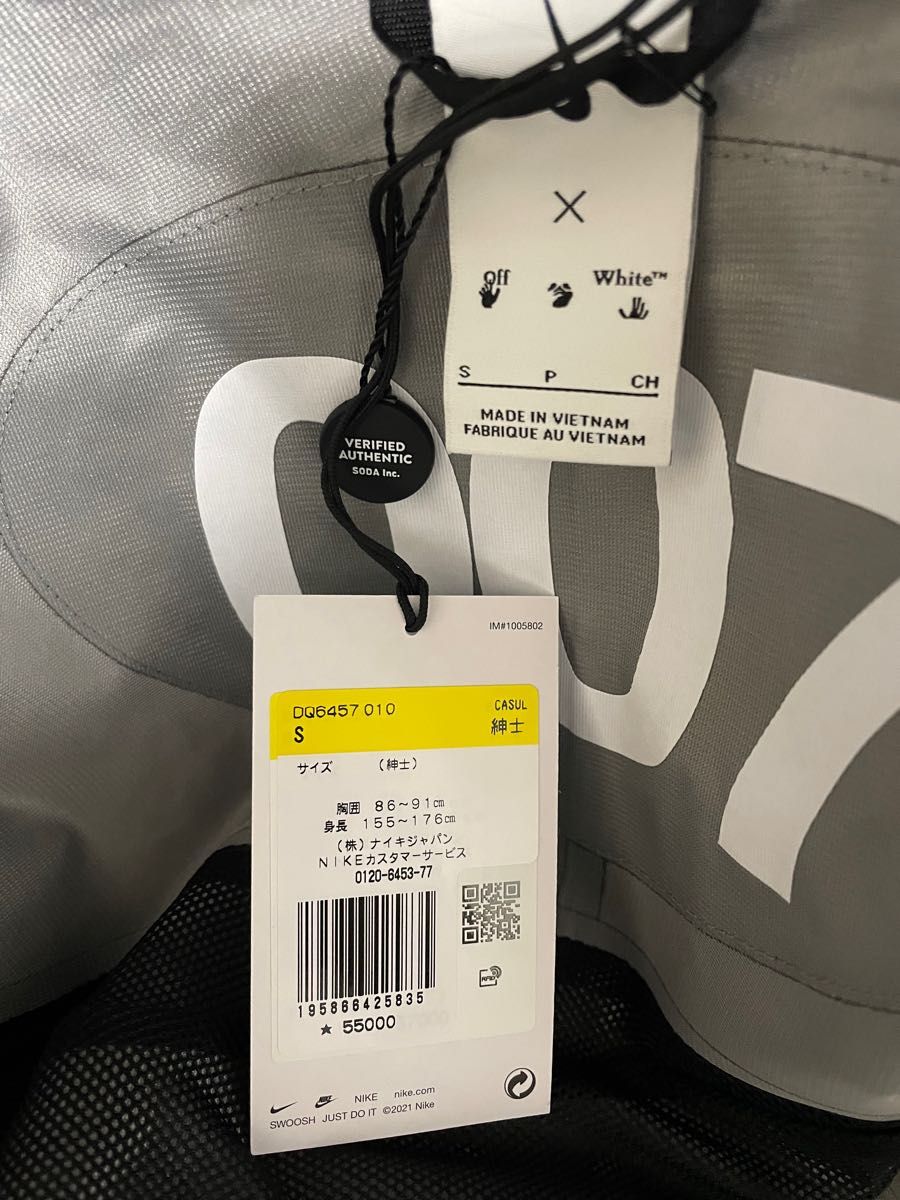 ×
Off White™
S P CH
MADE IN VIETNAM
FABRIQUE AU VIETNAM
VERIFIED
AUTHENTIC
SODA Inc.
007
IM#1005802
DQ6457 010 CASUL
S 紳士
サイズ (紳士)
胸囲 86~91㎝
身長 155~176㎝
(株)ナイキジャパン
NIKEカスタマーサービス
0120-6453-77
RFID
195866425835
★ 55000
NIKE NIKE nike.com
SWOOSH JUST DO IT ©2021 Nike